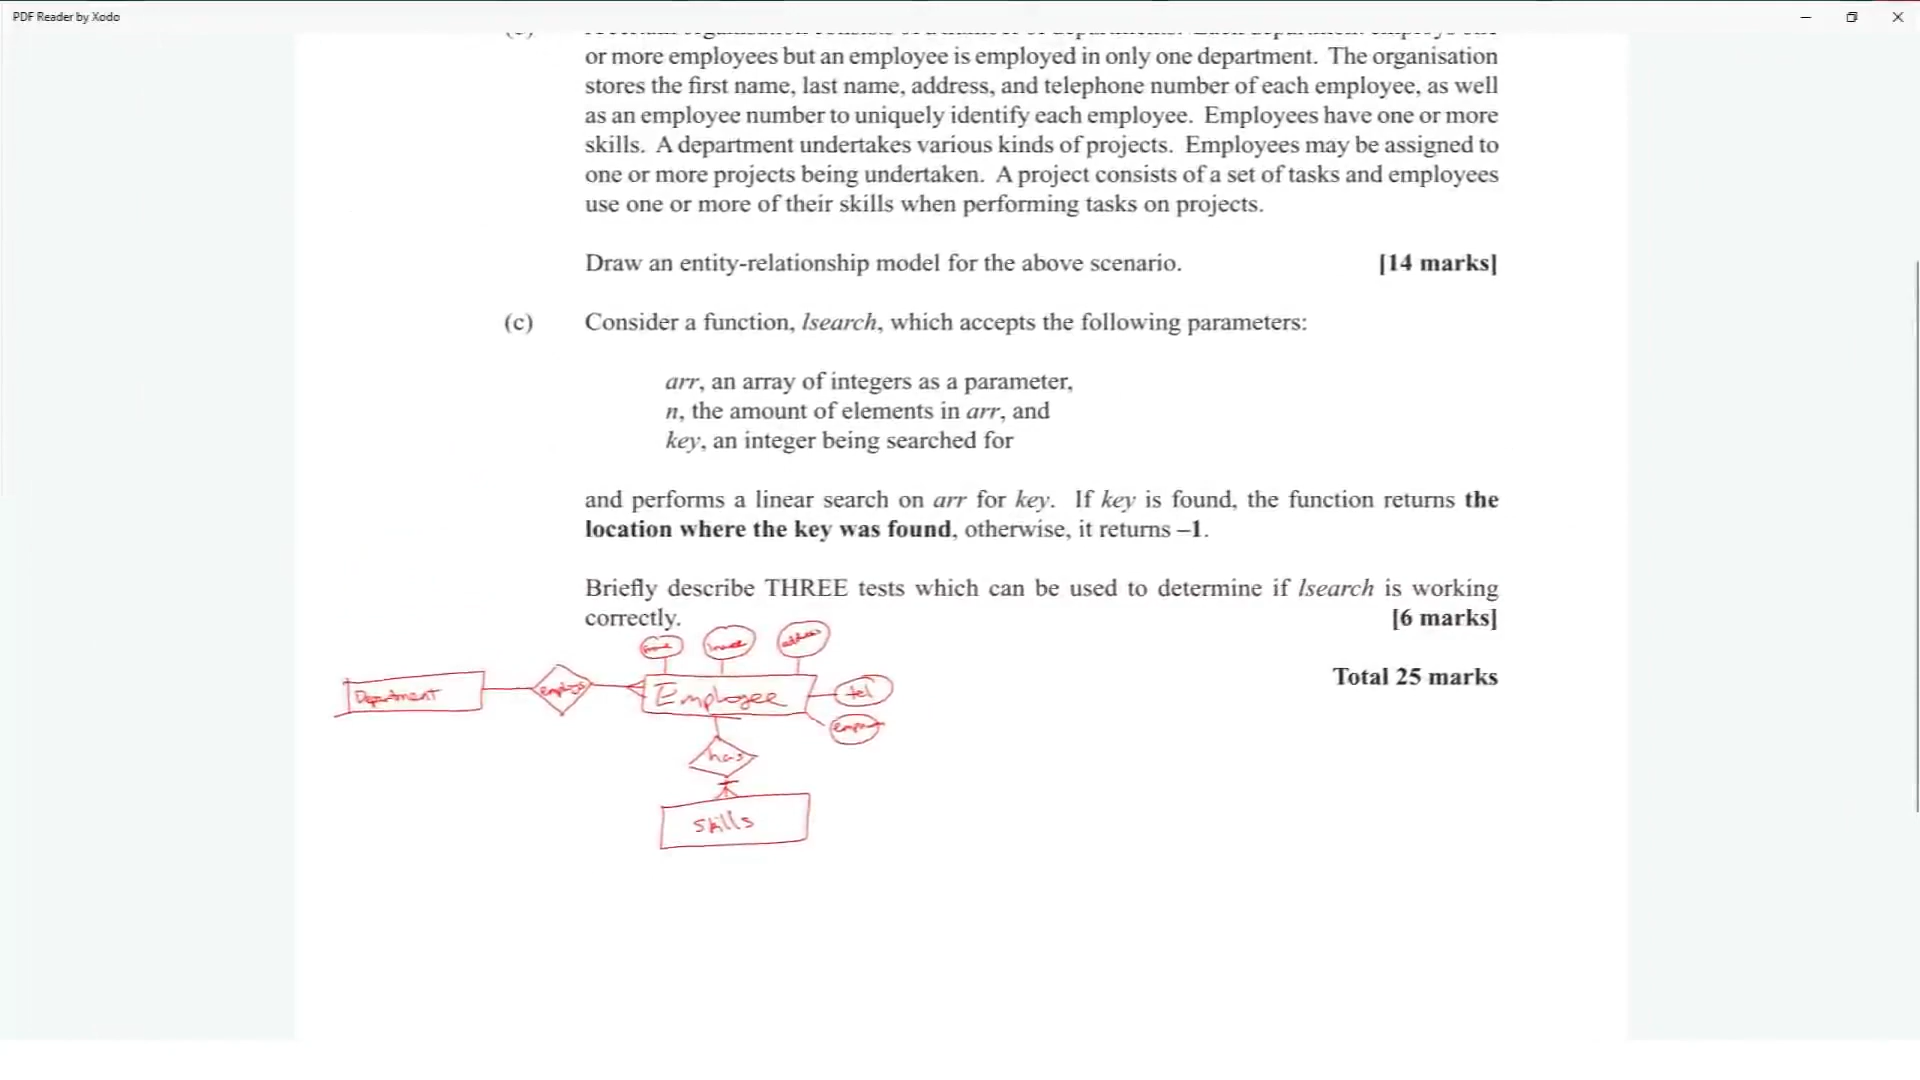 PDF Reader by Xodo
or more employees but an employee is employed in only one department. The organisation
stores the first name, last name, address, and telephone number of each employee, as well
as an employee number to uniquely identify each employee. Employees have one or more
skills. A department undertakes various kinds of projects. Employees may be assigned to
one or more projects being undertaken. A project consists of a set of tasks and employees
use one or more of their skills when performing tasks on projects.
Draw an entity-relationship model for the above scenario. [14 marks]
(c) Consider a function, lsearch, which accepts the following parameters:
arr, an array of integers as a parameter,
n, the amount of elements in arr, and
key, an integer being searched for
and performs a linear search on arr for key. If key is found, the function returns the
location where the key was found, otherwise, it returns –1.
Briefly describe THREE tests which can be used to determine if lsearch is working
correctly. [6 marks]
Total 25 marks
address
Department employs Employee tel
has
Skills